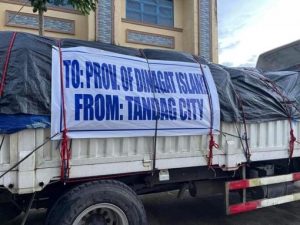 TO: PROV. OF DINAGAT ISLAND
FROM: TANDAG CITY